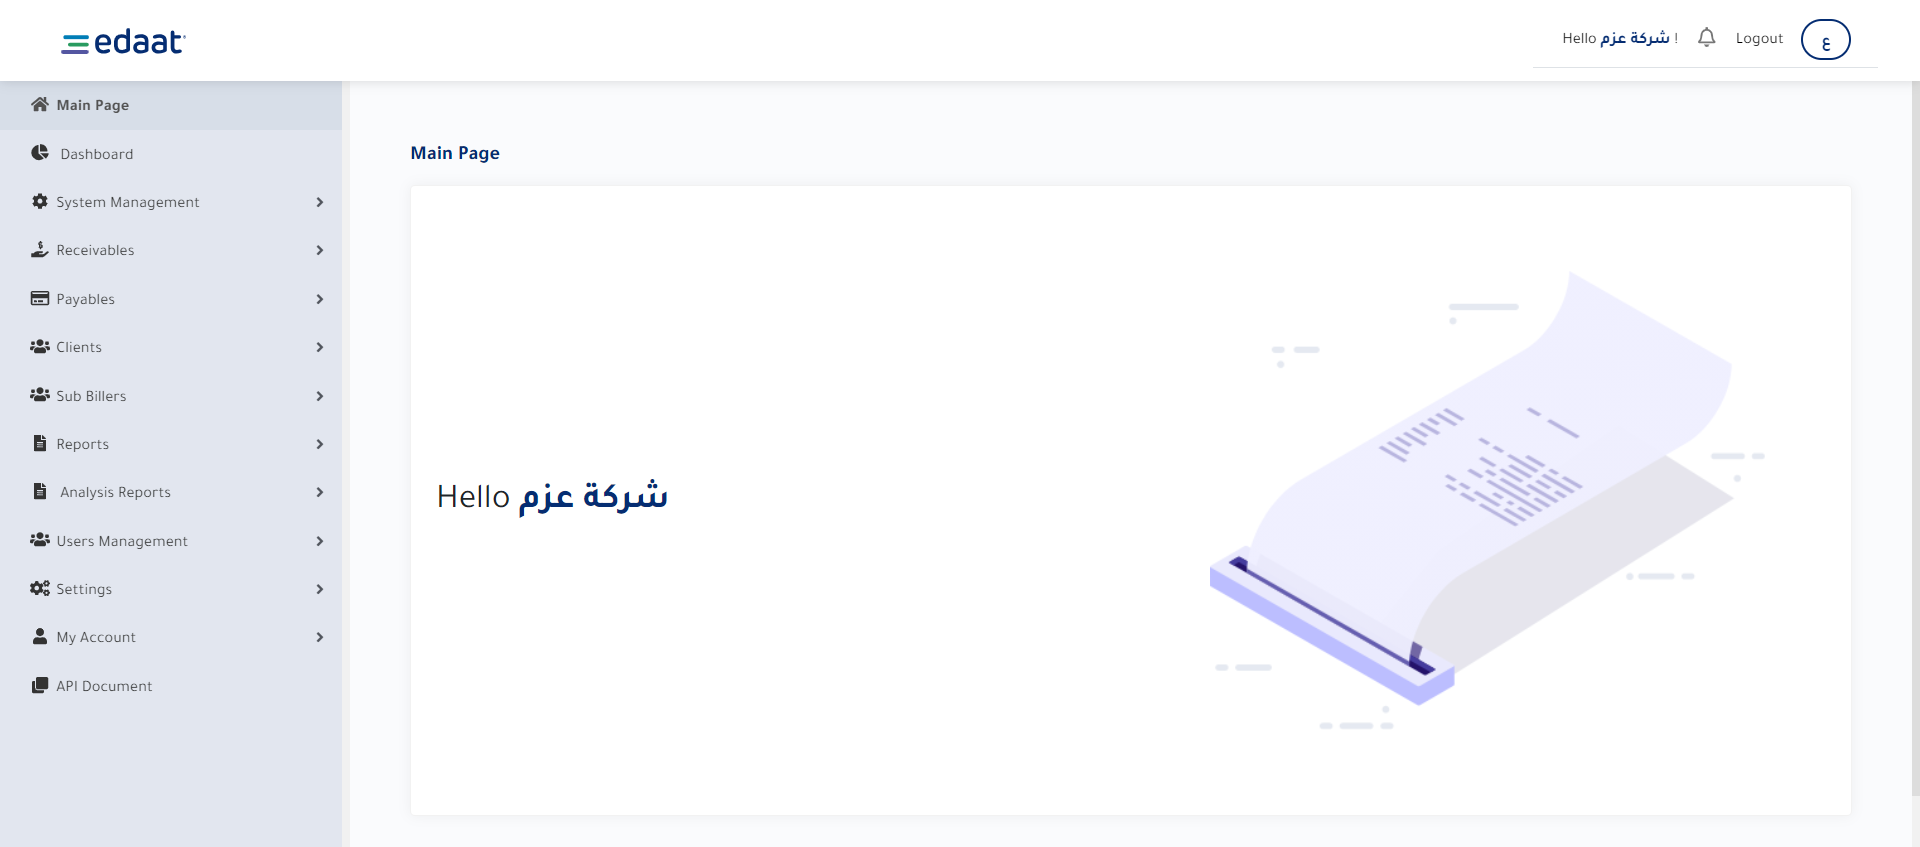 edaat
Hello شركة عزم !
Logout
ع
Main Page
Dashboard
System Management
Receivables
Payables
Clients
Sub Billers
Reports
Analysis Reports
Users Management
Settings
My Account
API Document
Main Page
Hello شركة عزم